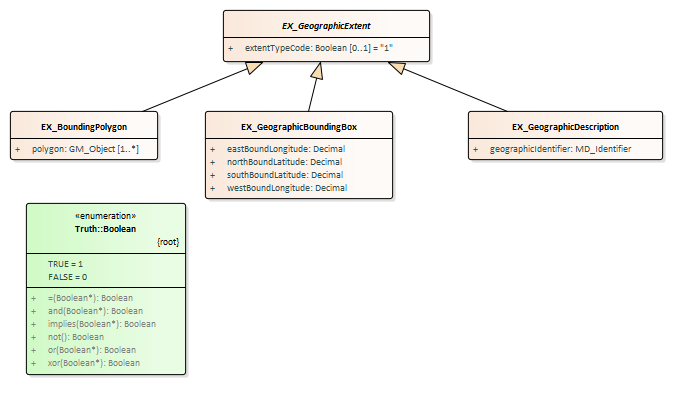 EX_GeographicExtent
+ extentTypeCode: Boolean [0..1] = "1"
EX_BoundingPolygon
+ polygon: GM_Object [1..*]
EX_GeographicBoundingBox
+ eastBoundLongitude: Decimal
+ northBoundLatitude: Decimal
+ southBoundLatitude: Decimal
+ westBoundLongitude: Decimal
EX_GeographicDescription
+ geographicIdentifier: MD_Identifier
«enumeration»
Truth::Boolean
{root}
TRUE = 1
FALSE = 0
+ =(Boolean*): Boolean
+ and(Boolean*): Boolean
+ implies(Boolean*): Boolean
+ not(): Boolean
+ or(Boolean*): Boolean
+ xor(Boolean*): Boolean